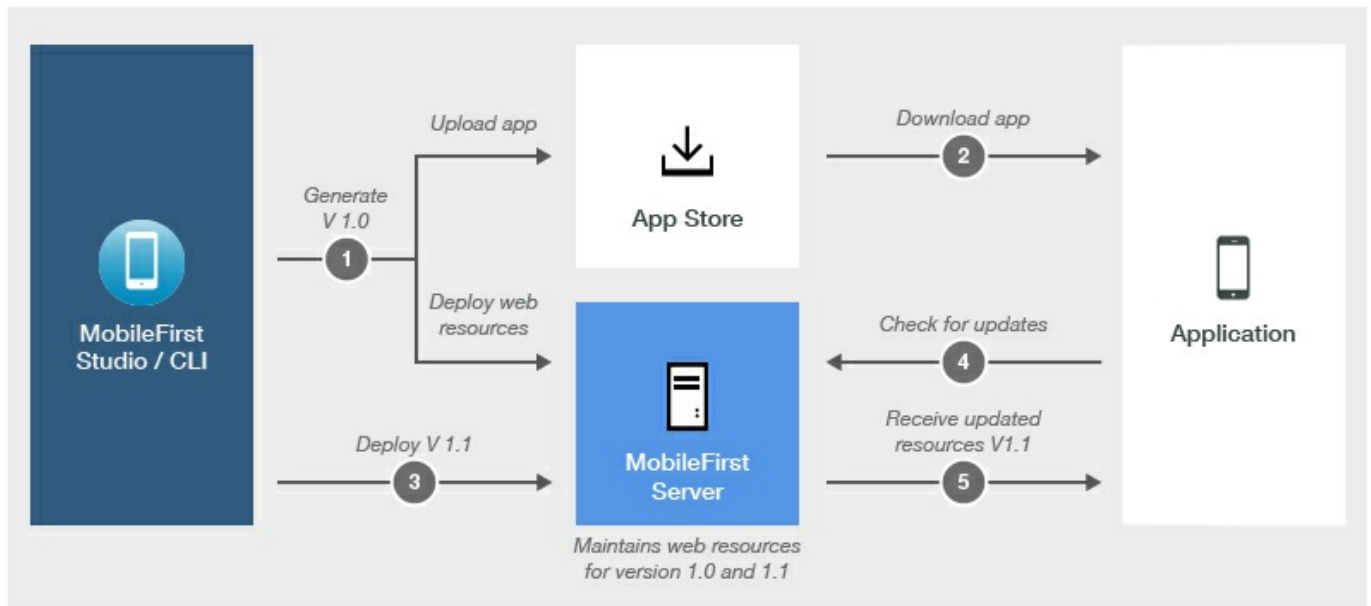 Upload app
Download app
2
Generate
V 1.0
1
App Store
Deploy web
resources
MobileFirst
Studio / CLI
Check for updates
4
Application
Receive updated
resources V1.1
5
Deploy V 1.1
3
MobileFirst
Server
Maintains web resources
for version 1.0 and 1.1